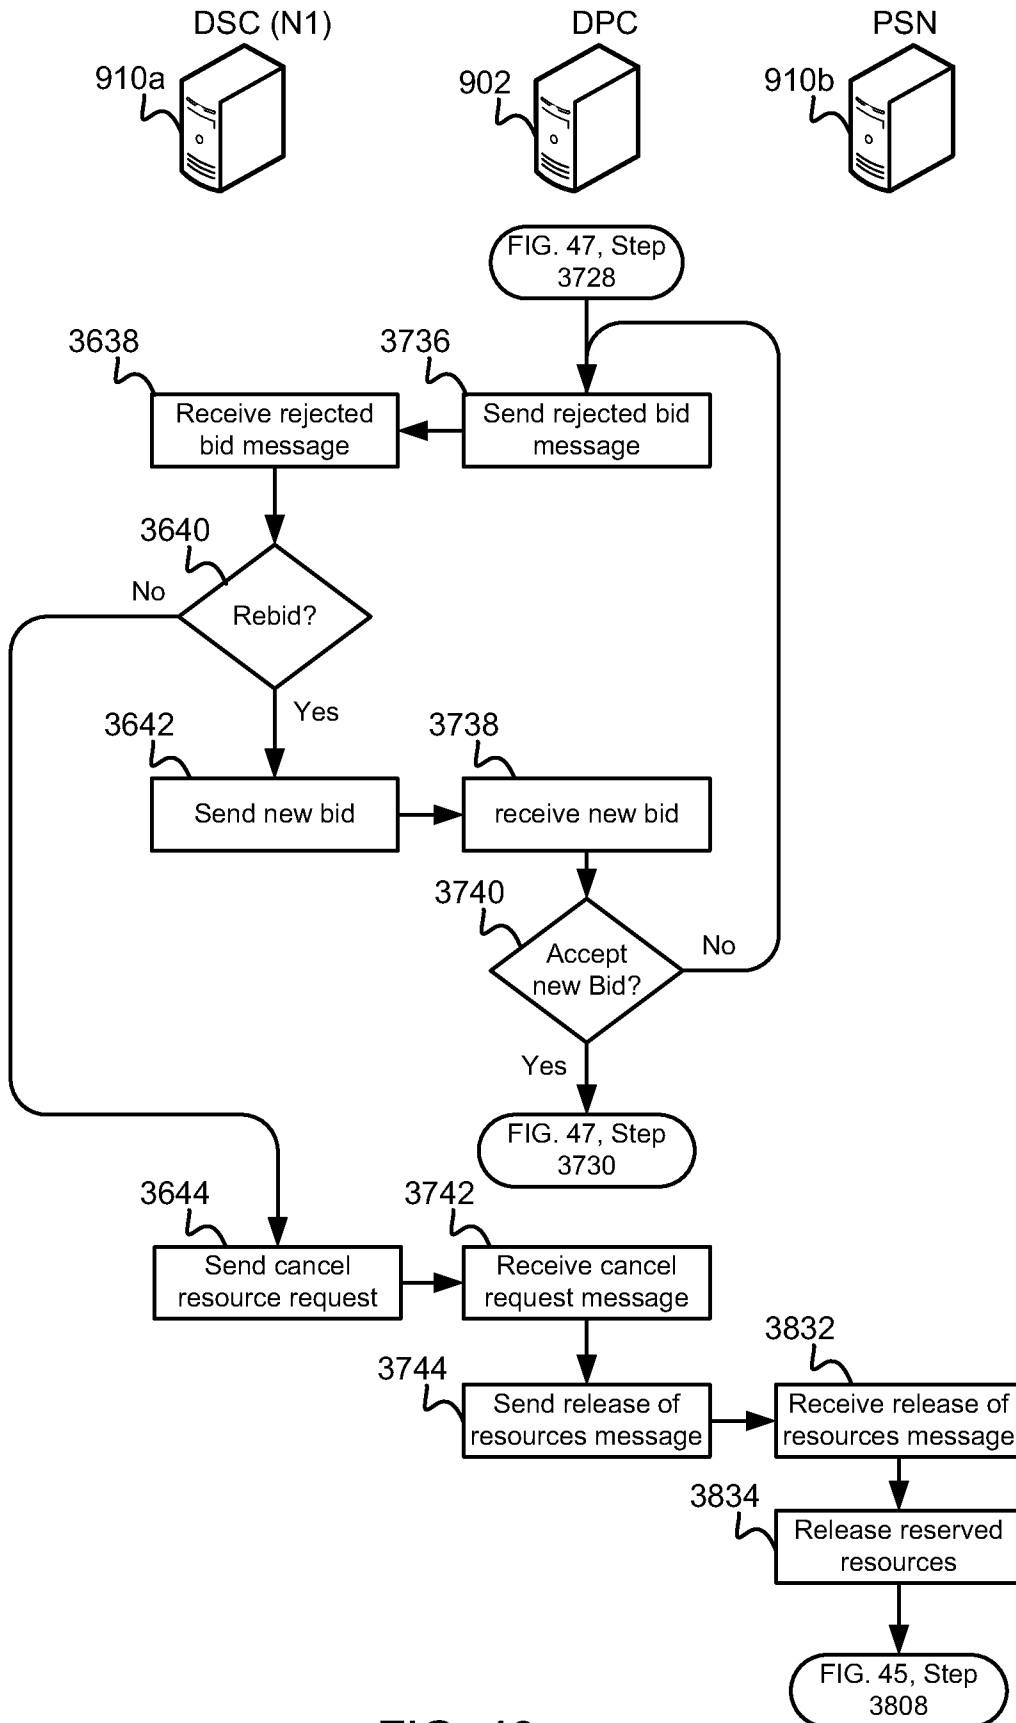 DSC (N1)
DPC
PSN
910a
902
910b
FIG. 47, Step
3728
3638
3736
Receive rejected
bid message
Send rejected bid
message
3640
No
Rebid?
Yes
3642
3738
Send new bid
receive new bid
3740
Accept
new Bid?
No
Yes
FIG. 47, Step
3730
3644
3742
Send cancel
resource request
Receive cancel
request message
3832
3744
Send release of
resources message
Receive release of
resources message
3834
Release reserved
resources
FIG. 45, Step
3808